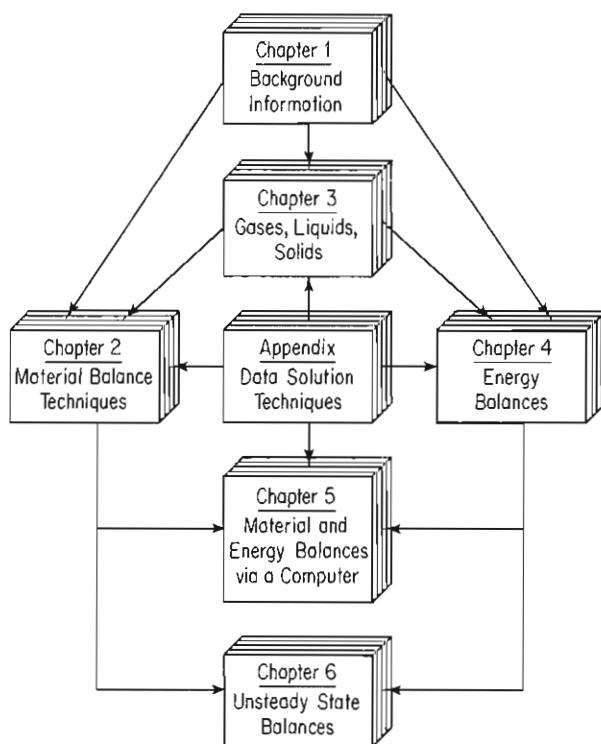 Chapter 1
Background
Information
Chapter 3
Gases, Liquids,
Solids
Chapter 2
Material Balance
Techniques
Appendix
Data Solution
Techniques
Chapter 4
Energy
Balances
Chapter 5
Material and
Energy Balances
via a Computer
Chapter 6
Unsteady State
Balances